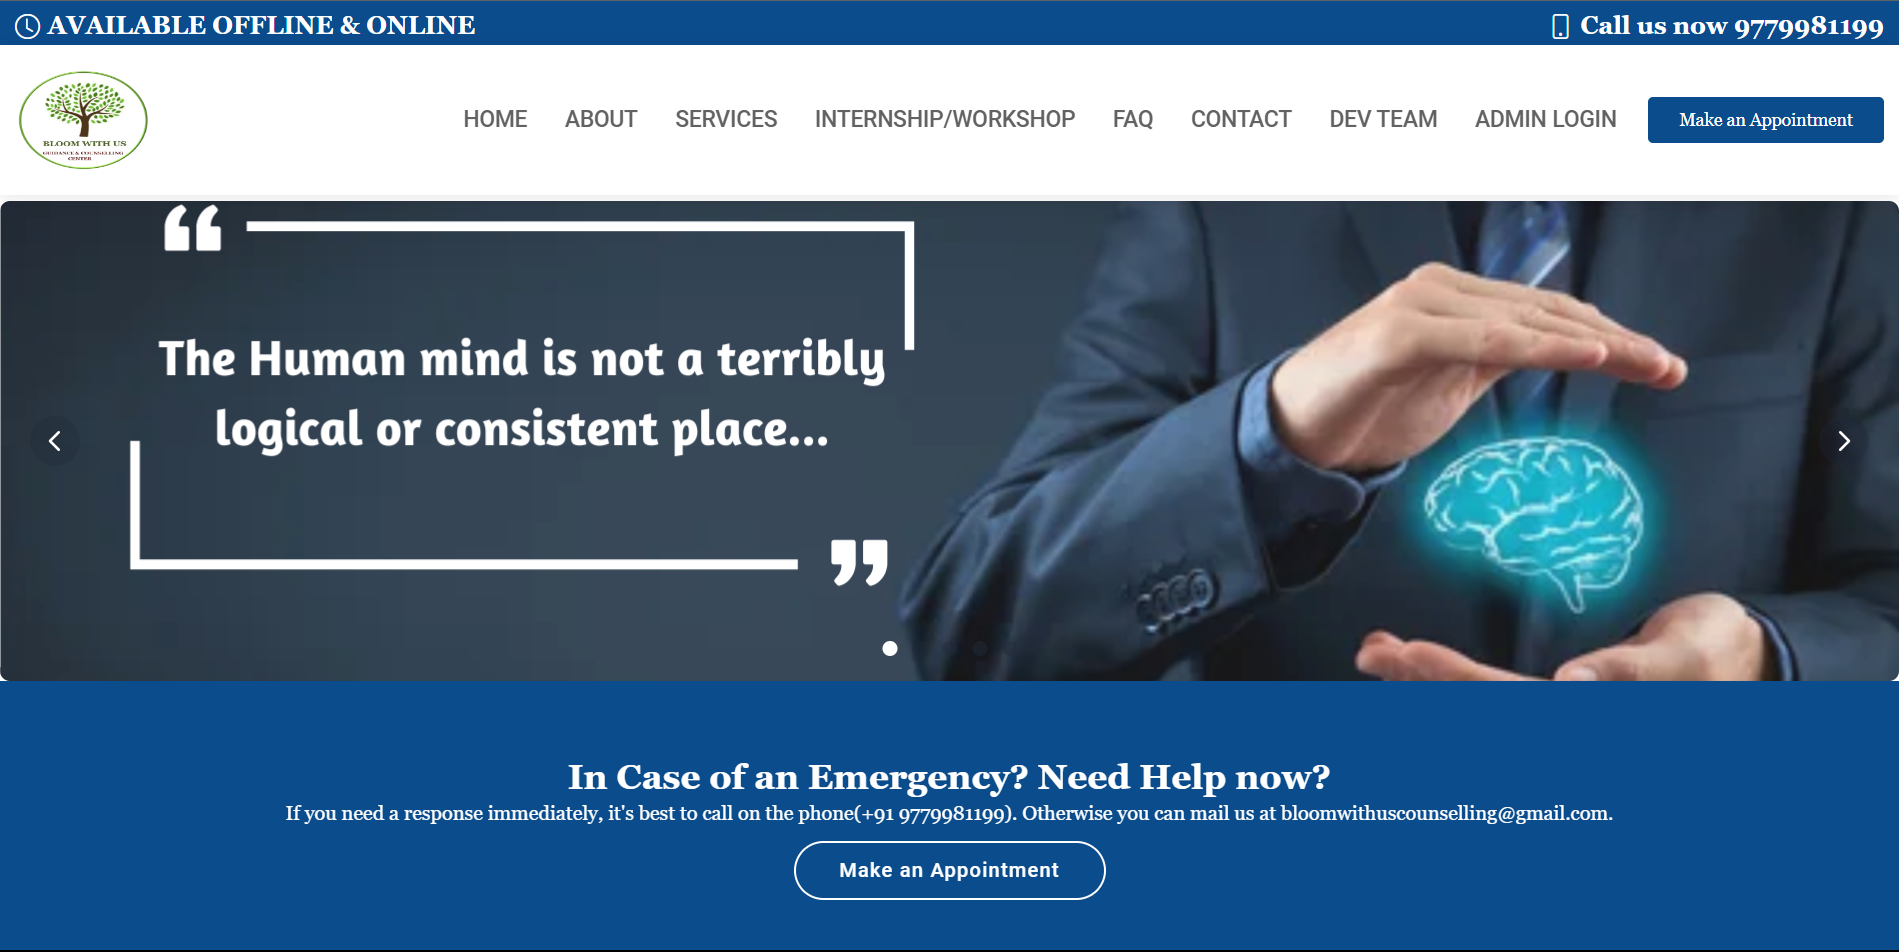 AVAILABLE OFFLINE & ONLINE
Call us now 9779981199
BLOOM WITH US
GUIDANCE & COUNSELLING
CENTER
HOME ABOUT SERVICES INTERNSHIP/WORKSHOP FAQ CONTACT DEV TEAM ADMIN LOGIN Make an Appointment
“
The Human mind is not a terribly
logical or consistent place...
”
In Case of an Emergency? Need Help now?
If you need a response immediately, it's best to call on the phone(+91 9779981199). Otherwise you can mail us at bloomwithuscounselling@gmail.com.
Make an Appointment